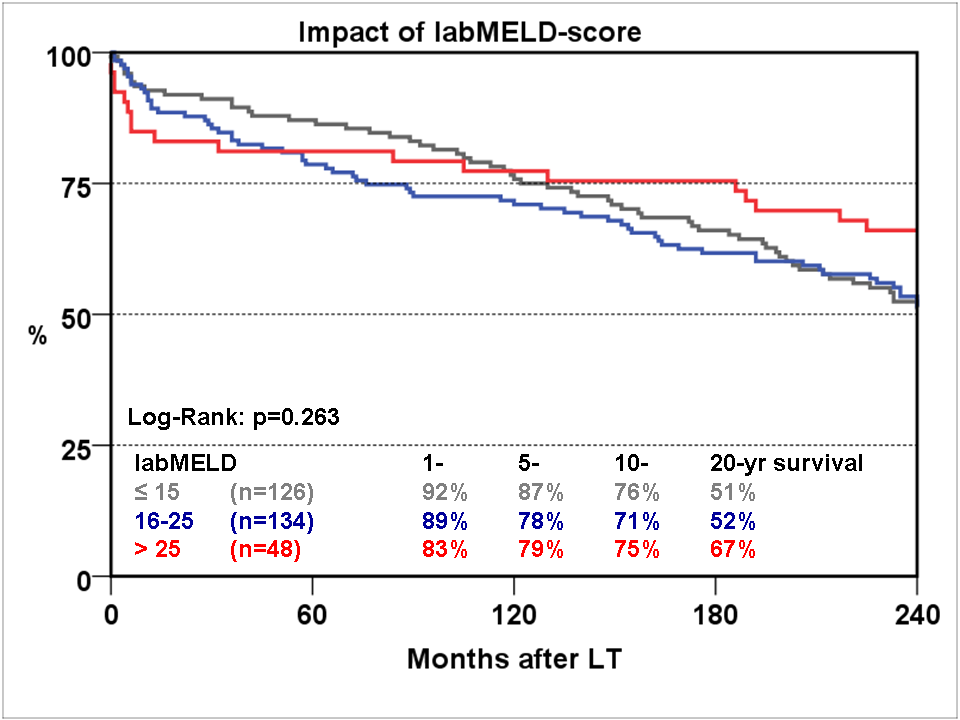 Impact of labMELD-score
100
75
50
%
25
0
Log-Rank: p=0.263
labMELD 1- 5- 10- 20-yr survival
≤ 15 (n=126) 92% 87% 76% 51%
16-25 (n=134) 89% 78% 71% 52%
> 25 (n=48) 83% 79% 75% 67%
0 60 120 180 240
Months after LT